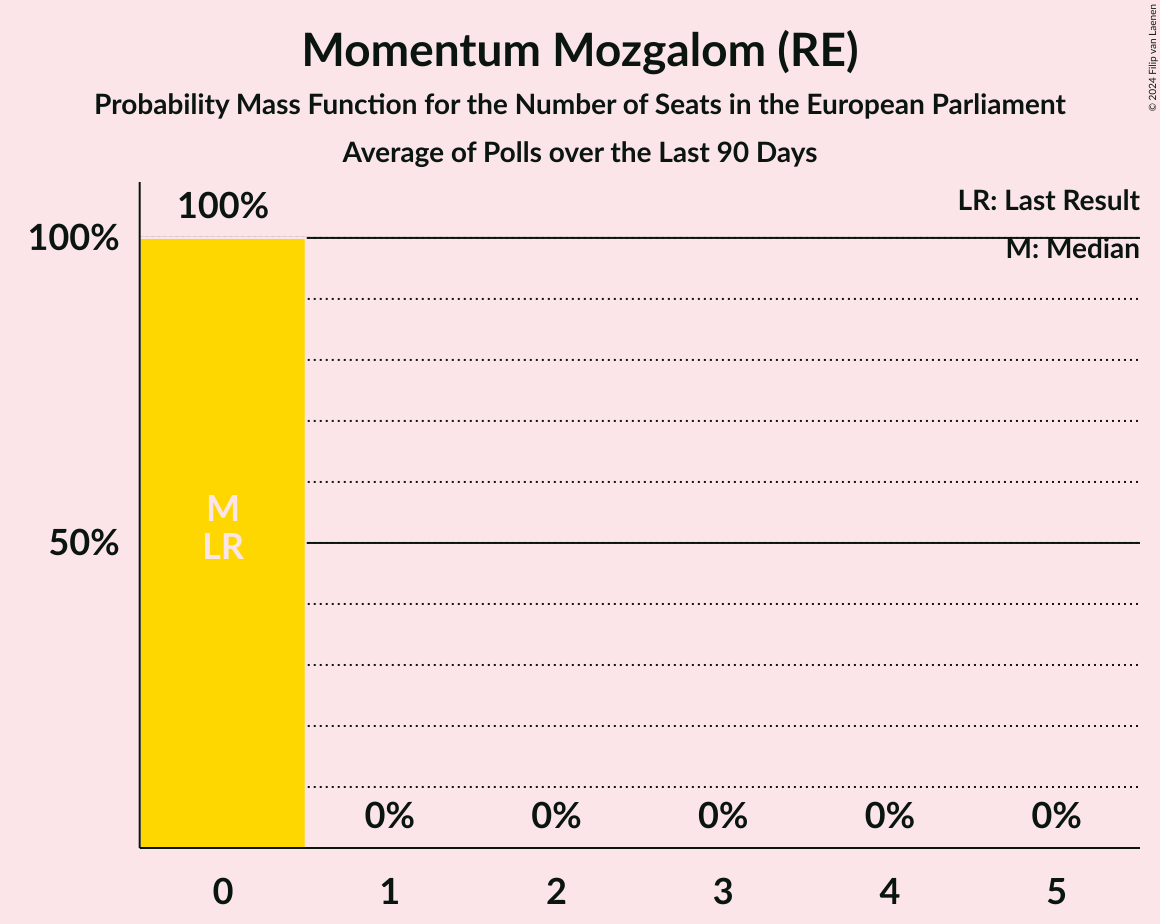 Momentum Mozgalom (RE)
Probability Mass Function for the Number of Seats in the European Parliament
Average of Polls over the Last 90 Days
© 2024 Filip van Laenen
LR: Last Result
M: Median
100%
100%
50%
M
LR
0% 0% 0% 0% 0%
0 1 2 3 4 5